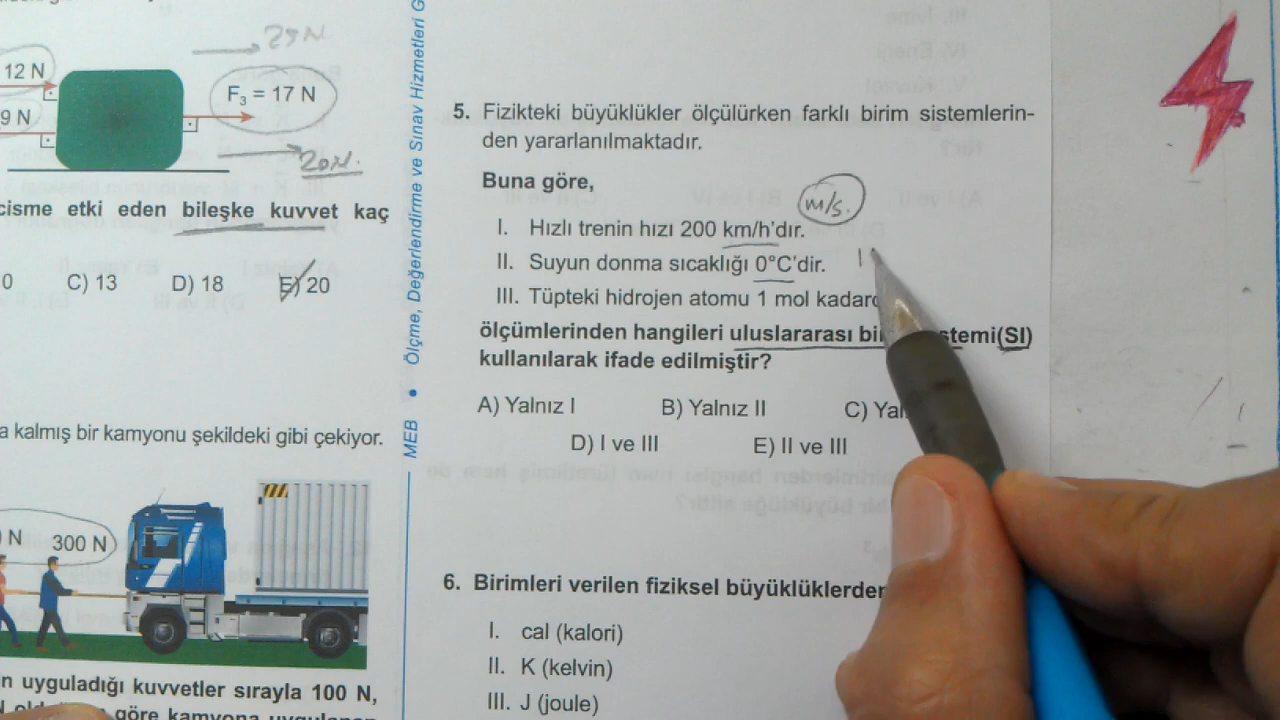 25N
12 N
F₃ = 17 N
9 N
20N.
cisme etki eden bileşke kuvvet kaç
0 C) 13 D) 18 E) 20
a kalmış bir kamyonu şekildeki gibi çekiyor.
N 300 N
n uyguladığı kuvvetler sırayla 100 N,
göre kamyona uygulanan
MEB • Ölçme, Değerlendirme ve Sınav Hizmetleri G
5. Fizikteki büyüklükler ölçülürken farklı birim sistemlerin-
den yararlanılmaktadır.
Buna göre,
m/s.
I. Hızlı trenin hızı 200 km/h'dır.
II. Suyun donma sıcaklığı 0°C'dir.
III. Tüpteki hidrojen atomu 1 mol kadard
ölçümlerinden hangileri uluslararası bi stemi(SI)
kullanılarak ifade edilmiştir?
A) Yalnız I B) Yalnız II C) Yal
D) I ve III E) II ve III
6. Birimleri verilen fiziksel büyüklüklerden
I. cal (kalori)
II. K (kelvin)
III. J (joule)